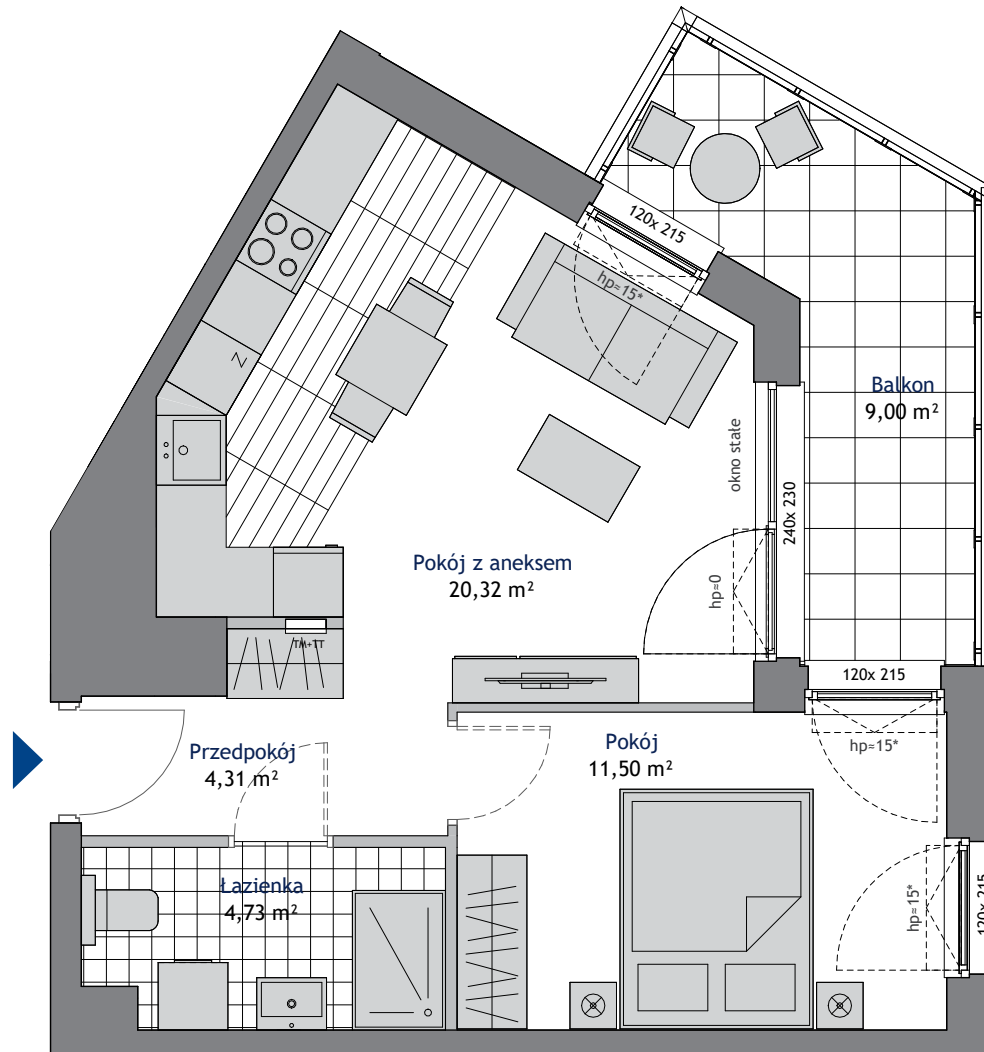 120x 215
hp=15*
Balkon
9,00 m²
Z
okno stałe
240x 230
Pokój z aneksem
20,32 m²
hp=0
TM+TT
120x 215
hp=15*
Przedpokój
4,31 m²
Pokój
11,50 m²
Łazienka
4,73 m²
hp=15*
120x 215